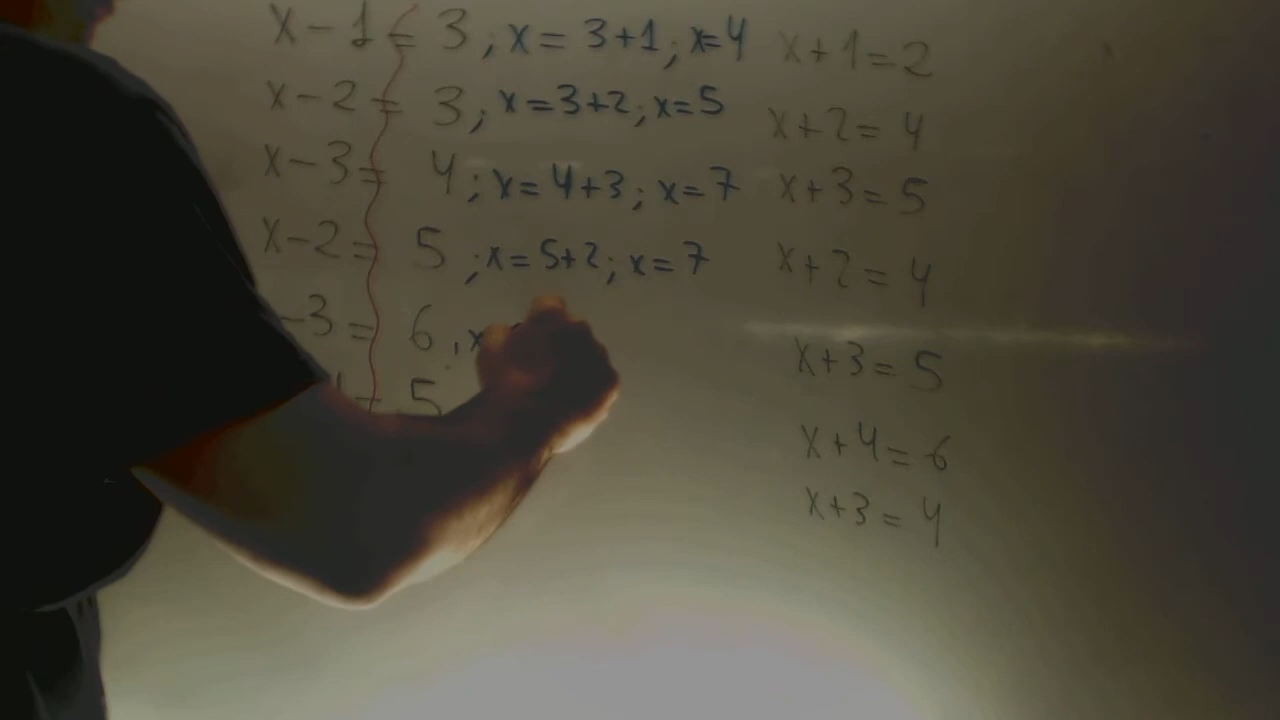 x-1=3; x=3+1; x=4
x-2=3; x=3+2; x=5
x-3=4; x=4+3; x=7
x-2=5; x=5+2; x=7
-3=6, x
=5
x+1=2
x+2=4
x+3=5
x+2=4
x+3=5
x+4=6
x+3=4